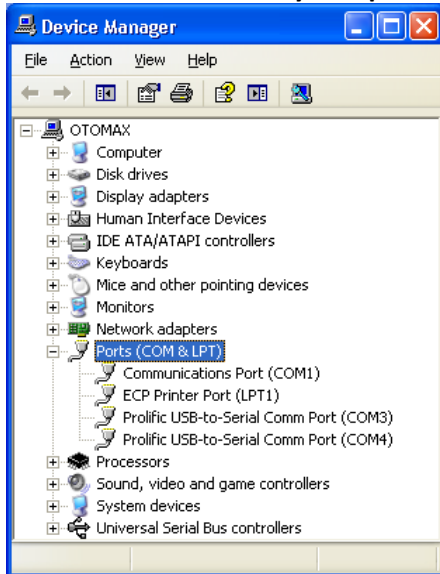 Device Manager
File Action View Help
OTOMAX
Computer
Disk drives
Display adapters
Human Interface Devices
IDE ATA/ATAPI controllers
Keyboards
Mice and other pointing devices
Monitors
Network adapters
Ports (COM & LPT)
Communications Port (COM1)
ECP Printer Port (LPT1)
Prolific USB-to-Serial Comm Port (COM3)
Prolific USB-to-Serial Comm Port (COM4)
Processors
Sound, video and game controllers
System devices
Universal Serial Bus controllers